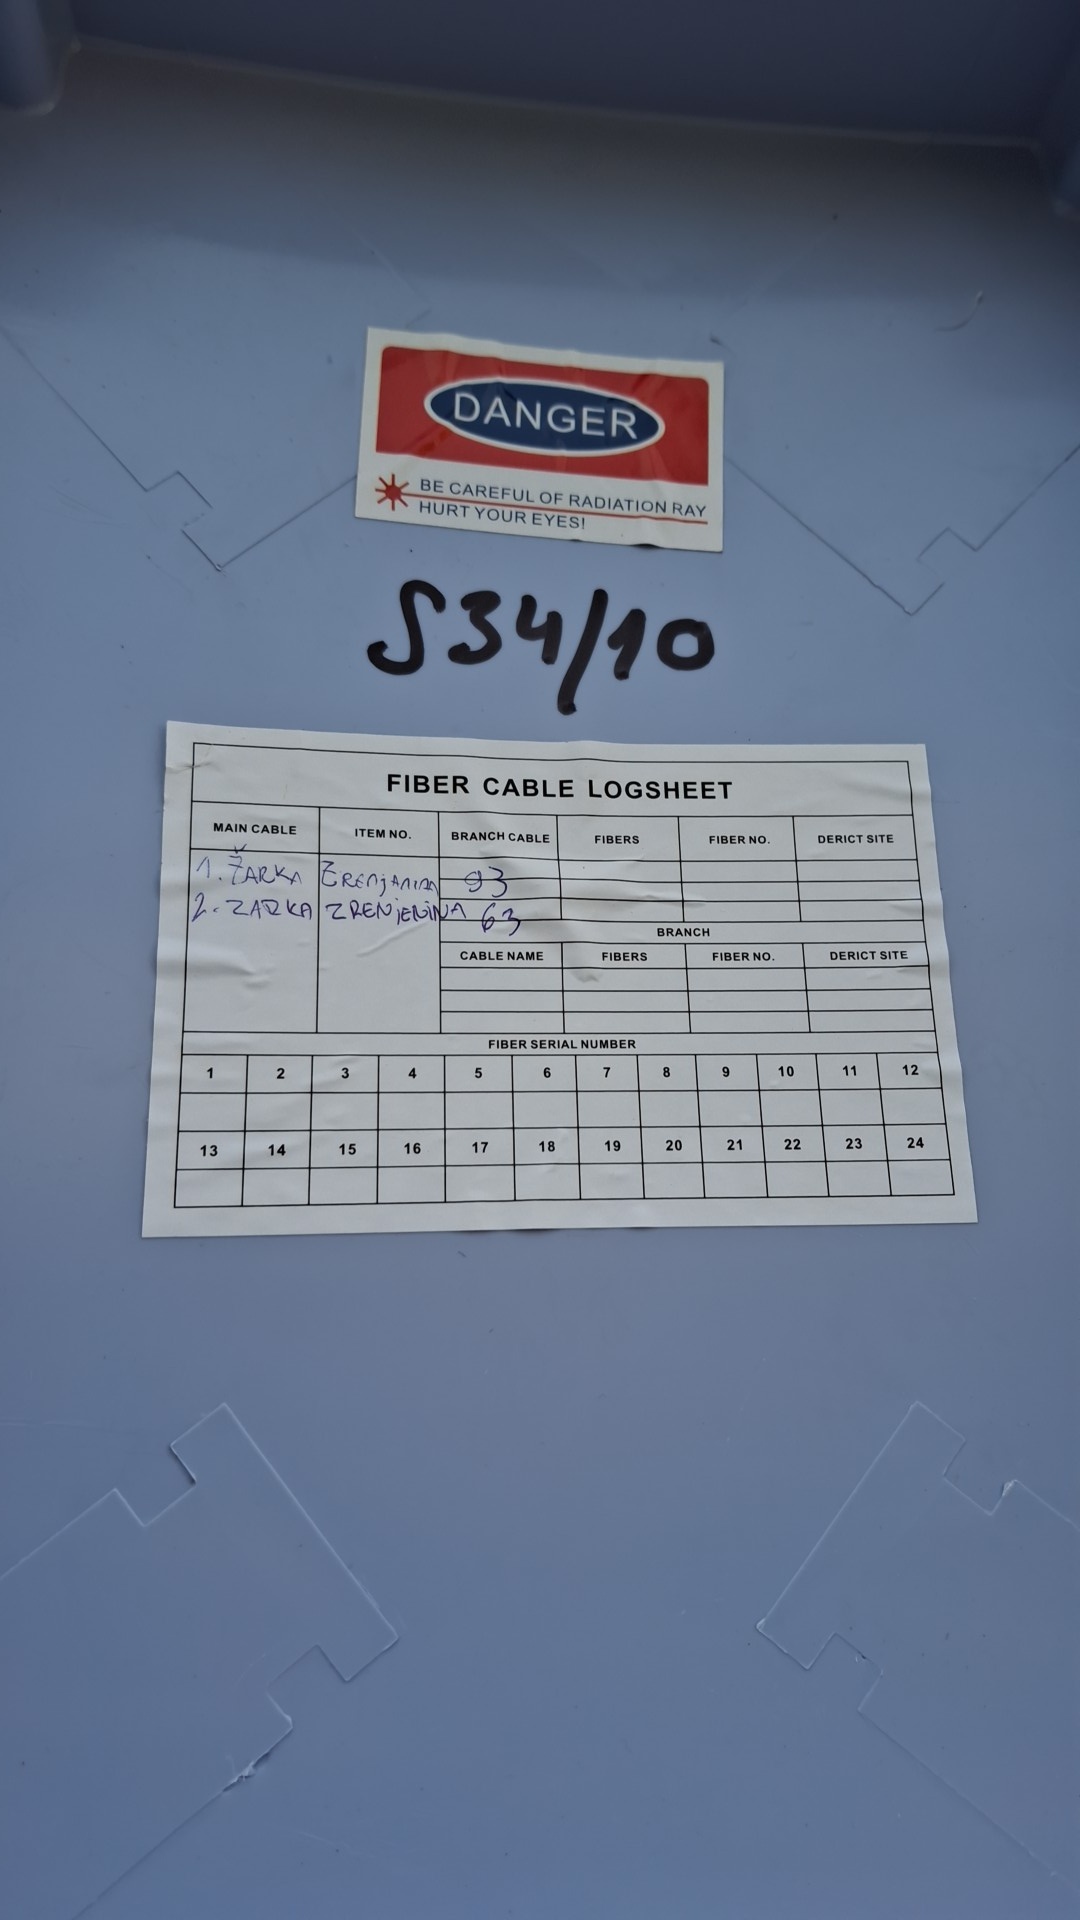 DANGER
BE CAREFUL OF RADIATION RAY
HURT YOUR EYES!
S34/10
FIBER CABLE LOGSHEET
MAIN CABLE ITEM NO. BRANCH CABLE FIBERS FIBER NO. DERICT SITE
1. ŽARKA ZRENJANINA 93
2. ZARKA ZRENJENINA 63
BRANCH
CABLE NAME FIBERS FIBER NO. DERICT SITE
FIBER SERIAL NUMBER
1 2 3 4 5 6 7 8 9 10 11 12
13 14 15 16 17 18 19 20 21 22 23 24